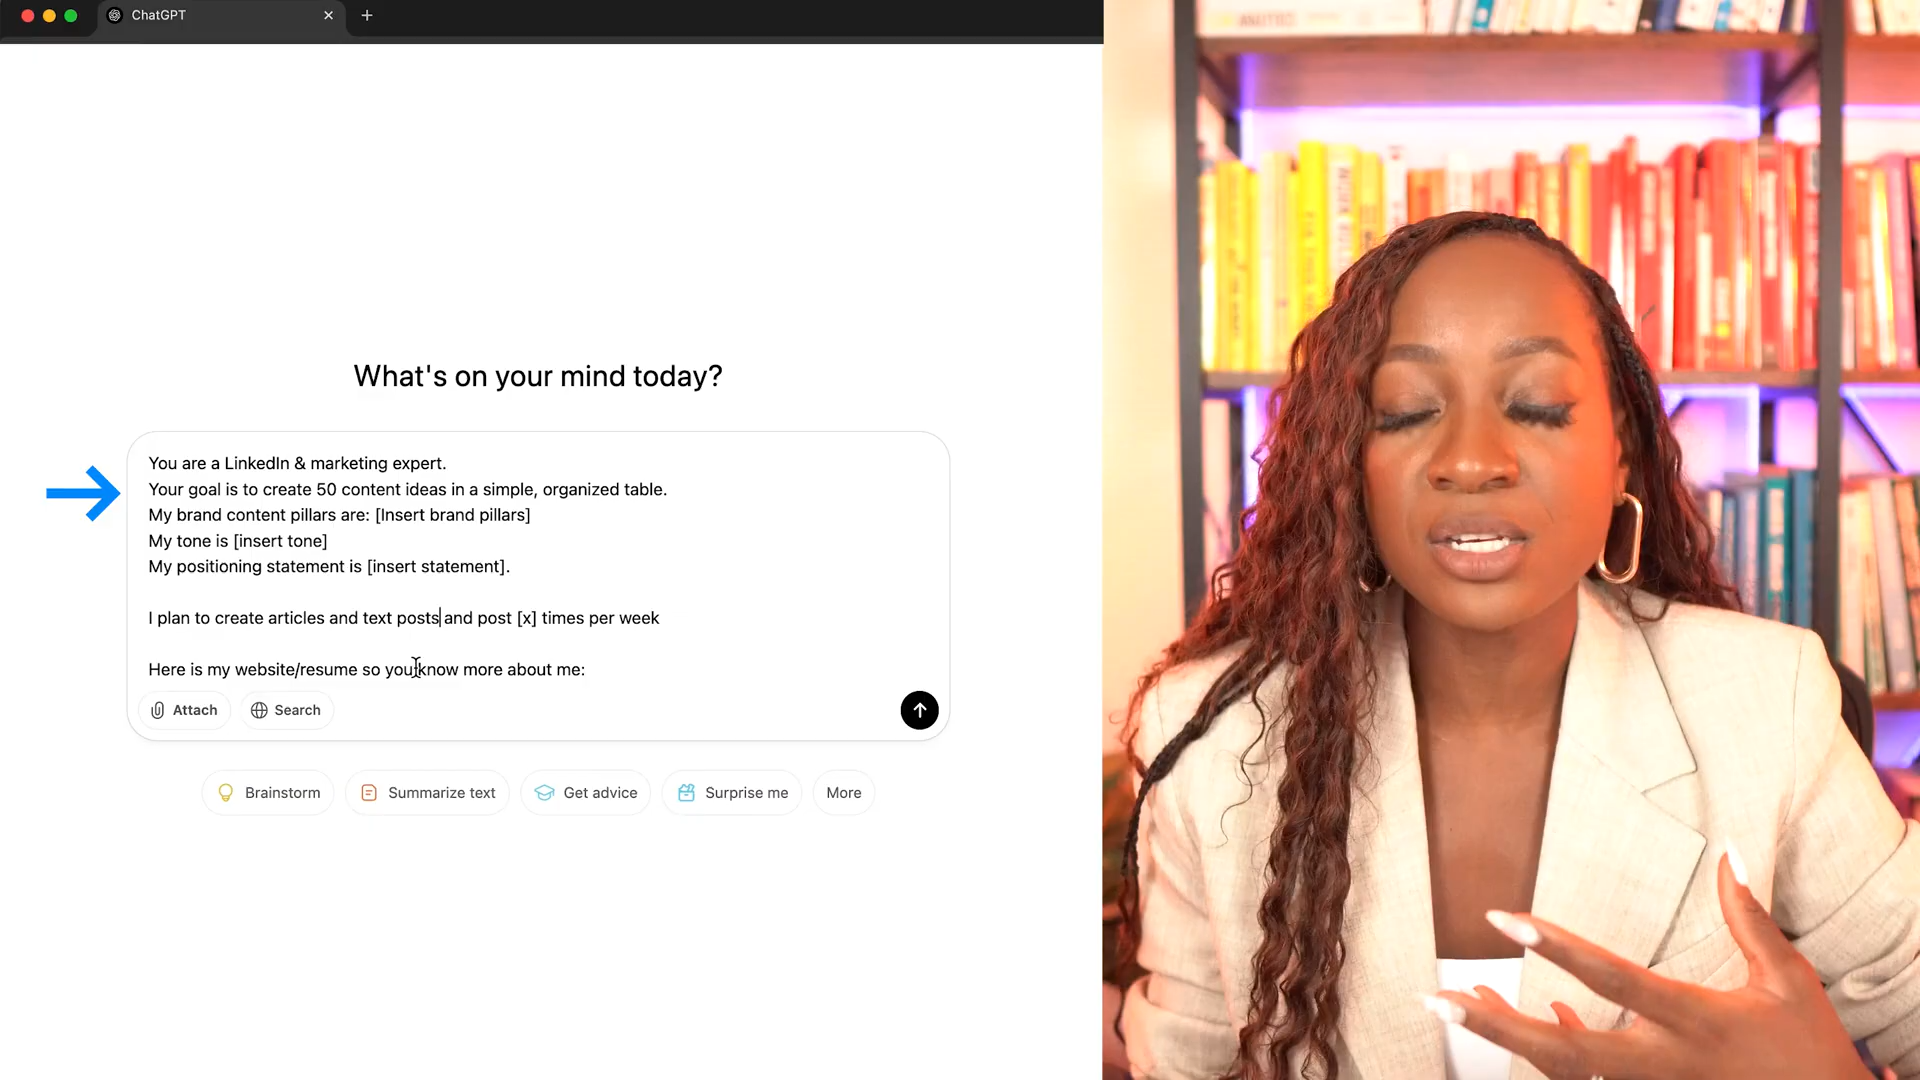 ChatGPT
What's on your mind today?
You are a LinkedIn & marketing expert.
Your goal is to create 50 content ideas in a simple, organized table.
My brand content pillars are: [Insert brand pillars]
My tone is [insert tone]
My positioning statement is [insert statement].
I plan to create articles and text posts and post [x] times per week
Here is my website/resume so you know more about me:
Attach
Search
Brainstorm
Summarize text
Get advice
Surprise me
More